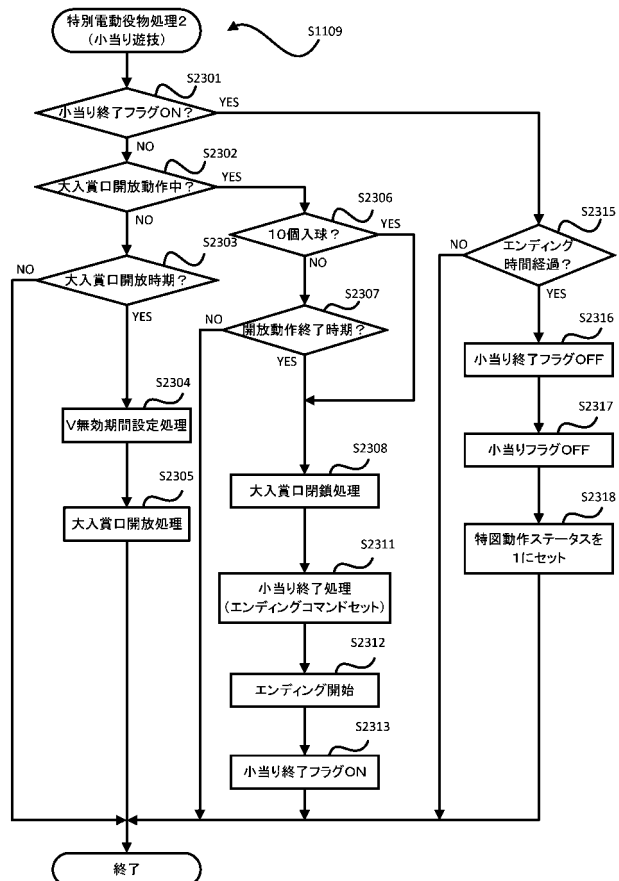 特別電動役物処理2
(小当り遊技)
S1109
S2301
小当り終了フラグON?
YES
NO
S2302
大入賞口開放動作中?
YES
NO
S2303
NO
大入賞口開放時期?
YES
S2304
V無効期間設定処理
S2305
大入賞口開放処理
S2306
10個入球?
YES
NO
S2307
NO
開放動作終了時期?
YES
S2308
大入賞口閉鎖処理
S2311
小当り終了処理
(エンディングコマンドセット)
S2312
エンディング開始
S2313
小当り終了フラグON
S2315
NO
エンディング
時間経過?
YES
S2316
小当り終了フラグOFF
S2317
小当りフラグOFF
S2318
特図動作ステータスを
1にセット
終了